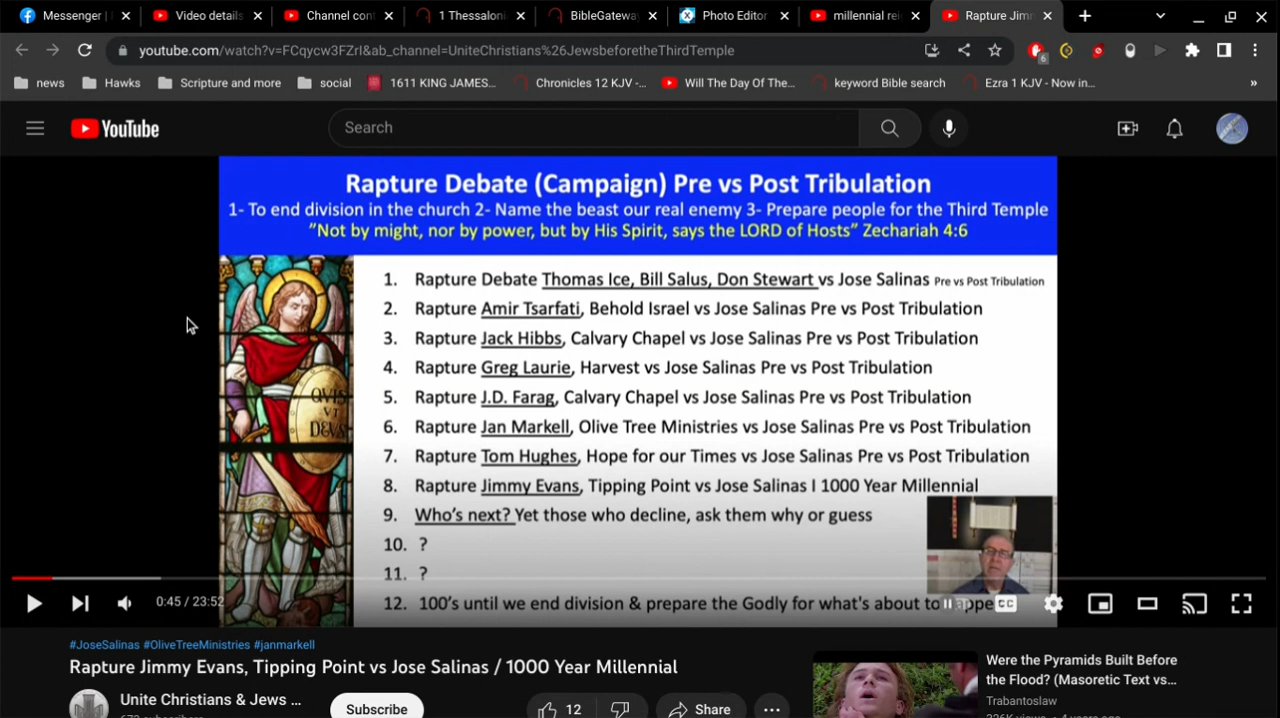 Messenger |
Video details
Channel con
1 Thessaloni
BibleGateway
Photo Editor
millennial rei
Rapture Jimm
youtube.com/watch?v=FCqycw3FZrI&ab_channel=UniteChristians%26JewsbeforetheThirdTemple
6
news
Hawks
Scripture and more
social
1611 KING JAMES...
Chronicles 12 KJV -...
Will The Day Of The...
keyword Bible search
Ezra 1 KJV - Now in...
»
YouTube
Search
Rapture Debate (Campaign) Pre vs Post Tribulation
1- To end division in the church 2- Name the beast our real enemy 3- Prepare people for the Third Temple
"Not by might, nor by power, but by His Spirit, says the LORD of Hosts" Zechariah 4:6
QVIS
VT
DEVS
1. Rapture Debate Thomas Ice, Bill Salus, Don Stewart vs Jose Salinas Pre vs Post Tribulation
2. Rapture Amir Tsarfati, Behold Israel vs Jose Salinas Pre vs Post Tribulation
3. Rapture Jack Hibbs, Calvary Chapel vs Jose Salinas Pre vs Post Tribulation
4. Rapture Greg Laurie, Harvest vs Jose Salinas Pre vs Post Tribulation
5. Rapture J.D. Farag, Calvary Chapel vs Jose Salinas Pre vs Post Tribulation
6. Rapture Jan Markell, Olive Tree Ministries vs Jose Salinas Pre vs Post Tribulation
7. Rapture Tom Hughes, Hope for our Times vs Jose Salinas Pre vs Post Tribulation
8. Rapture Jimmy Evans, Tipping Point vs Jose Salinas I 1000 Year Millennial
9. Who's next? Yet those who decline, ask them why or guess
10. ?
11. ?
12. 100's until we end division & prepare the Godly for what's about to
0:45 / 23:52
CC
#JoseSalinas #OliveTreeMinistries #janmarkell
Rapture Jimmy Evans, Tipping Point vs Jose Salinas / 1000 Year Millennial
Unite Christians & Jews ...
Subscribe
12
Share
Were the Pyramids Built Before
the Flood? (Masoretic Text vs...
Trabantoslaw